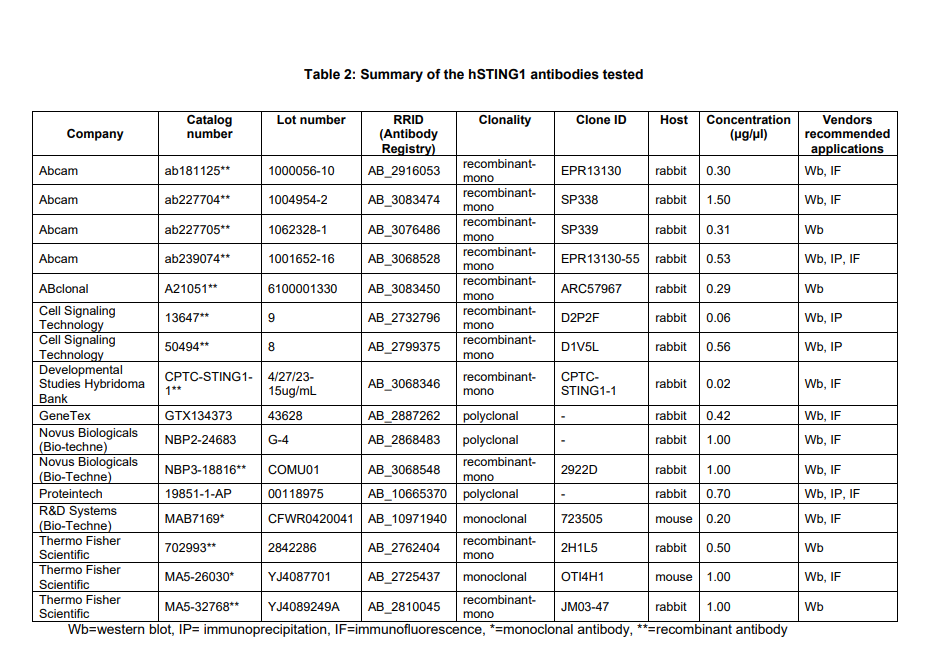 Table 2: Summary of the hSTING1 antibodies tested
Company Catalog number Lot number RRID (Antibody Registry) Clonality Clone ID Host Concentration (µg/µl) Vendors recommended applications
Abcam ab181125** 1000056-10 AB_2916053 recombinant-mono EPR13130 rabbit 0.30 Wb, IF
Abcam ab227704** 1004954-2 AB_3083474 recombinant-mono SP338 rabbit 1.50 Wb, IF
Abcam ab227705** 1062328-1 AB_3076486 recombinant-mono SP339 rabbit 0.31 Wb
Abcam ab239074** 1001652-16 AB_3068528 recombinant-mono EPR13130-55 rabbit 0.53 Wb, IP, IF
ABclonal A21051** 6100001330 AB_3083450 recombinant-mono ARC57967 rabbit 0.29 Wb
Cell Signaling Technology 13647** 9 AB_2732796 recombinant-mono D2P2F rabbit 0.06 Wb, IP
Cell Signaling Technology 50494** 8 AB_2799375 recombinant-mono D1V5L rabbit 0.56 Wb, IP
Developmental Studies Hybridoma Bank CPTC-STING1-1** 4/27/23-15ug/mL AB_3068346 recombinant-mono CPTC-STING1-1 rabbit 0.02 Wb, IF
GeneTex GTX134373 43628 AB_2887262 polyclonal - rabbit 0.42 Wb, IF
Novus Biologicals (Bio-techne) NBP2-24683 G-4 AB_2868483 polyclonal - rabbit 1.00 Wb, IF
Novus Biologicals (Bio-Techne) NBP3-18816** COMU01 AB_3068548 recombinant-mono 2922D rabbit 1.00 Wb, IF
Proteintech 19851-1-AP 00118975 AB_10665370 polyclonal - rabbit 0.70 Wb, IP, IF
R&D Systems (Bio-Techne) MAB7169* CFWR0420041 AB_10971940 monoclonal 723505 mouse 0.20 Wb, IF
Thermo Fisher Scientific 702993** 2842286 AB_2762404 recombinant-mono 2H1L5 rabbit 0.50 Wb
Thermo Fisher Scientific MA5-26030* YJ4087701 AB_2725437 monoclonal OTI4H1 mouse 1.00 Wb, IF
Thermo Fisher Scientific MA5-32768** YJ4089249A AB_2810045 recombinant-mono JM03-47 rabbit 1.00 Wb
Wb=western blot, IP= immunoprecipitation, IF=immunofluorescence, *=monoclonal antibody, **=recombinant antibody